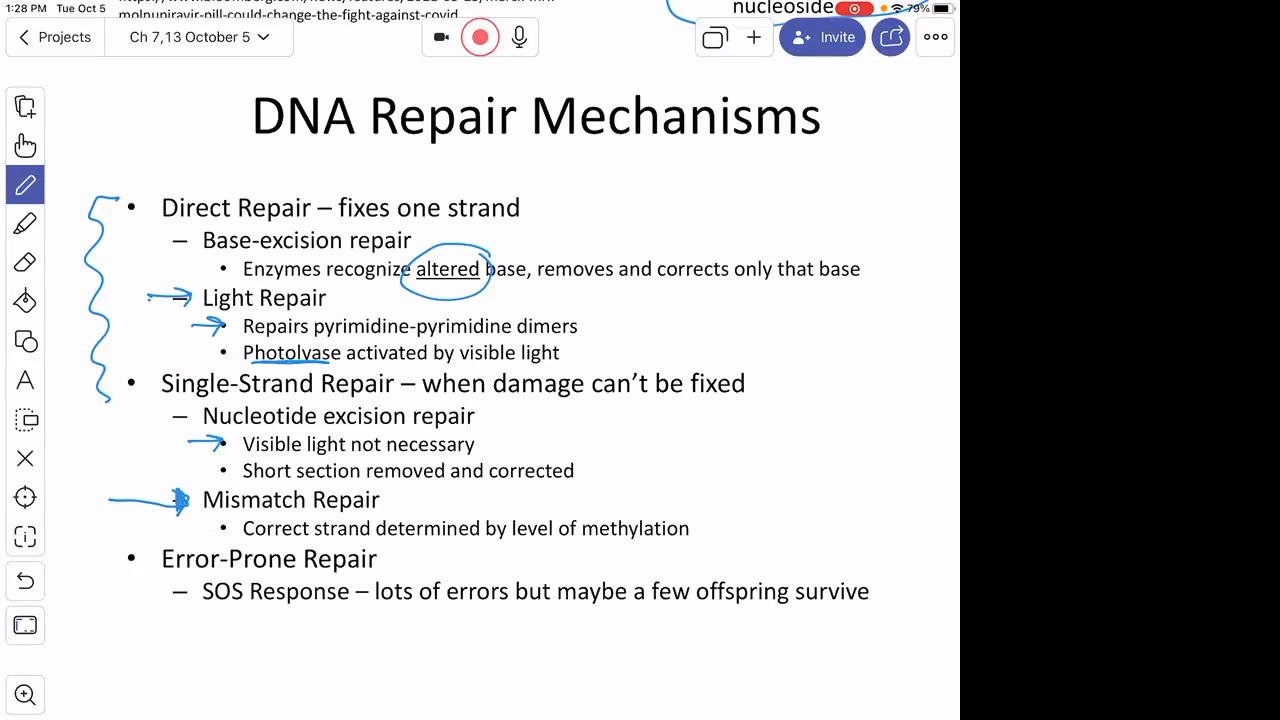 1:28 PM Tue Oct 5
molnupiravir-pill-could-change-the-fight-against-covid
nucleoside
79%
Projects
Ch 7,13 October 5
Invite
DNA Repair Mechanisms
• Direct Repair – fixes one strand
– Base-excision repair
• Enzymes recognize altered base, removes and corrects only that base
– Light Repair
• Repairs pyrimidine-pyrimidine dimers
• Photolyase activated by visible light
• Single-Strand Repair – when damage can't be fixed
– Nucleotide excision repair
• Visible light not necessary
• Short section removed and corrected
– Mismatch Repair
• Correct strand determined by level of methylation
• Error-Prone Repair
– SOS Response – lots of errors but maybe a few offspring survive